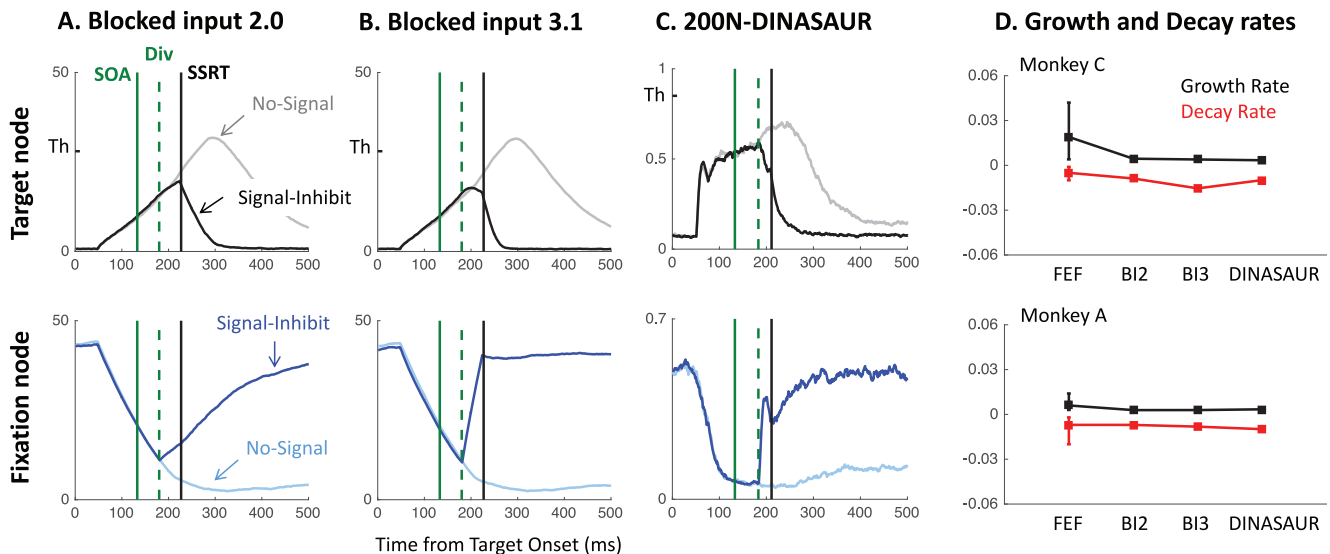 A. Blocked input 2.0
B. Blocked input 3.1
C. 200N-DINASAUR
D. Growth and Decay rates
Target node
50
Th
0
SOA
Div
SSRT
No-Signal
Signal-Inhibit
0 100 200 300 400 500
50
Th
0
0 100 200 300 400 500
1
Th
0.5
0
0 100 200 300 400 500
Monkey C
Growth Rate
Decay Rate
0.06
0.03
0
-0.03
-0.06
FEF BI2 BI3 DINASAUR
Fixation node
50
0
Signal-Inhibit
No-Signal
0 100 200 300 400 500
50
0
0 100 200 300 400 500
0.7
0
0 100 200 300 400 500
Time from Target Onset (ms)
Monkey A
0.06
0.03
0
-0.03
-0.06
FEF BI2 BI3 DINASAUR